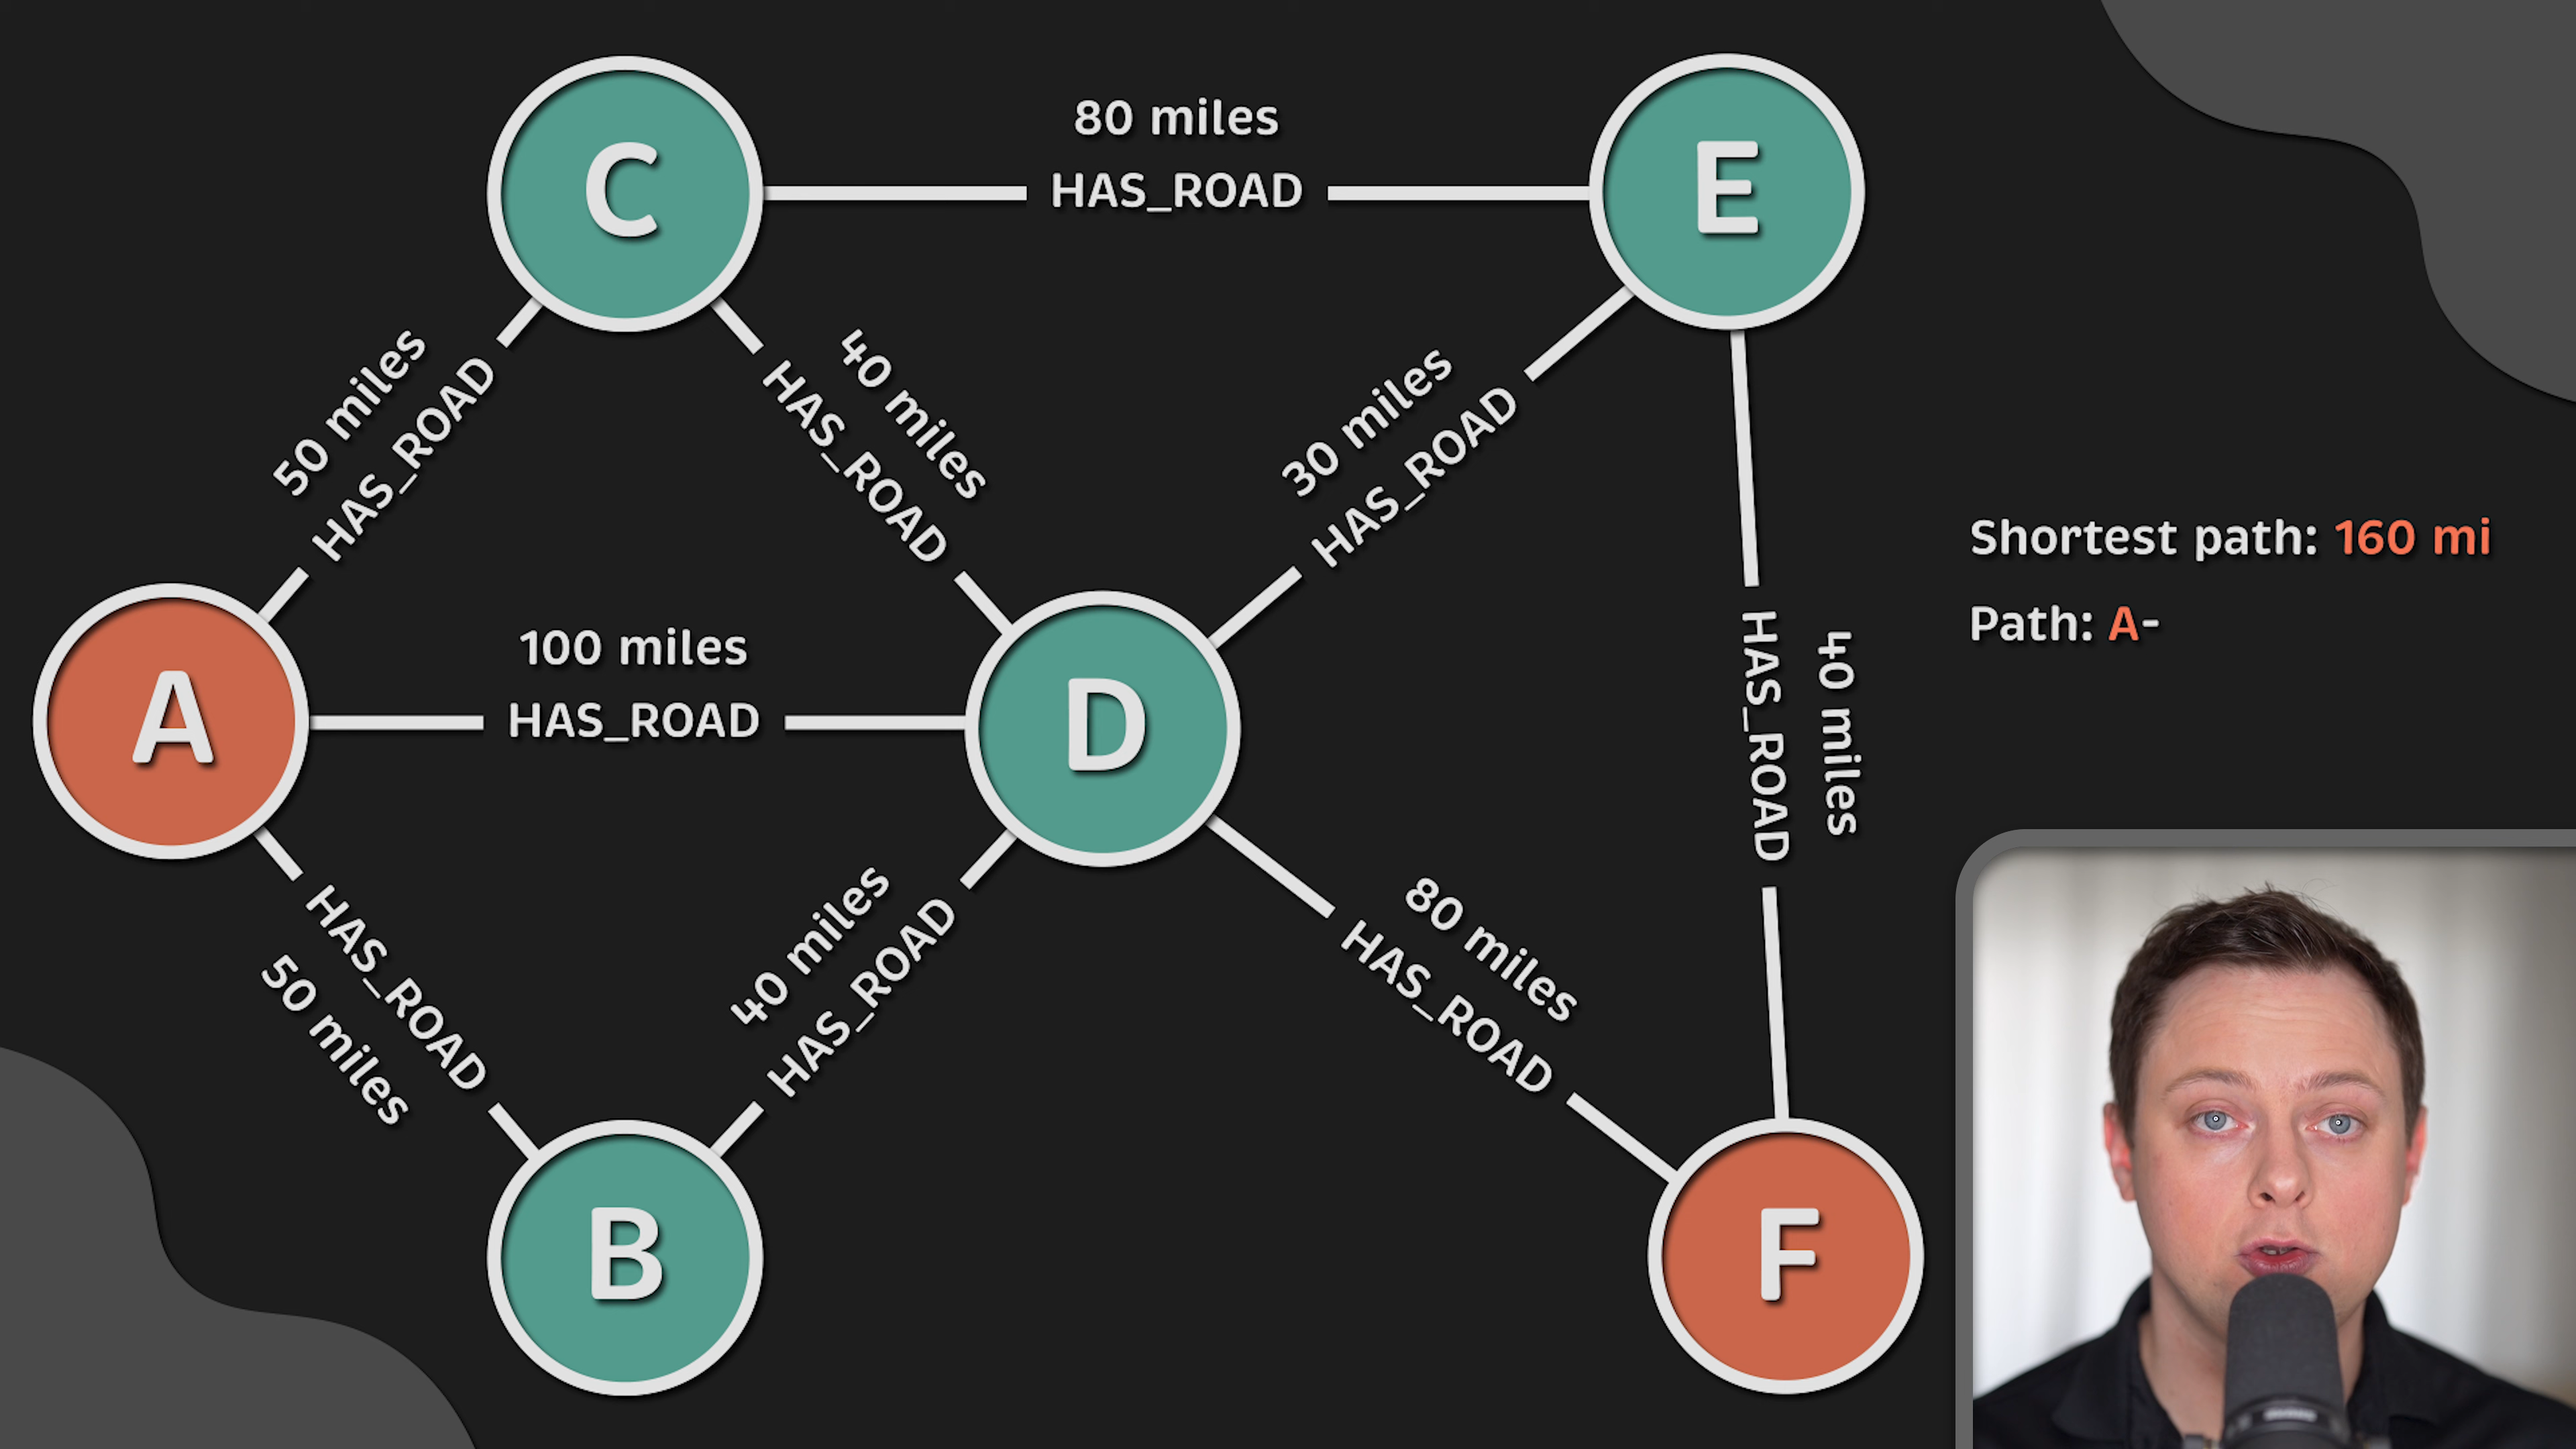 C
80 miles
HAS_ROAD
E
50 miles
HAS_ROAD
40 miles
HAS_ROAD
30 miles
HAS_ROAD
Shortest path: 160 mi
Path: A-
A
100 miles
HAS_ROAD
D
HAS_ROAD
40 miles
HAS_ROAD
50 miles
40 miles
HAS_ROAD
80 miles
HAS_ROAD
B
F